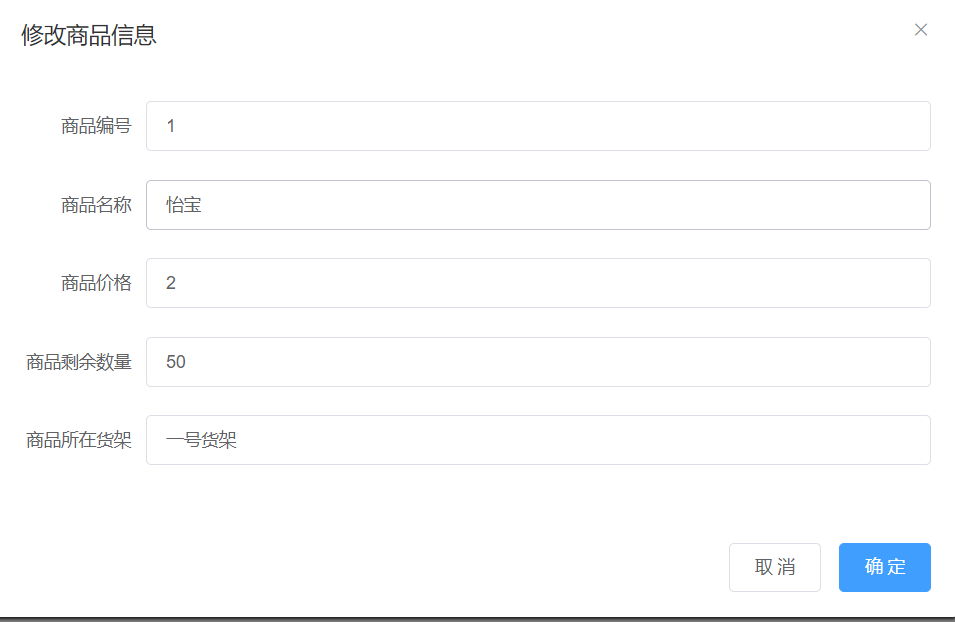 修改商品信息
商品编号 1
商品名称 怡宝
商品价格 2
商品剩余数量 50
商品所在货架 一号货架
取消 确定